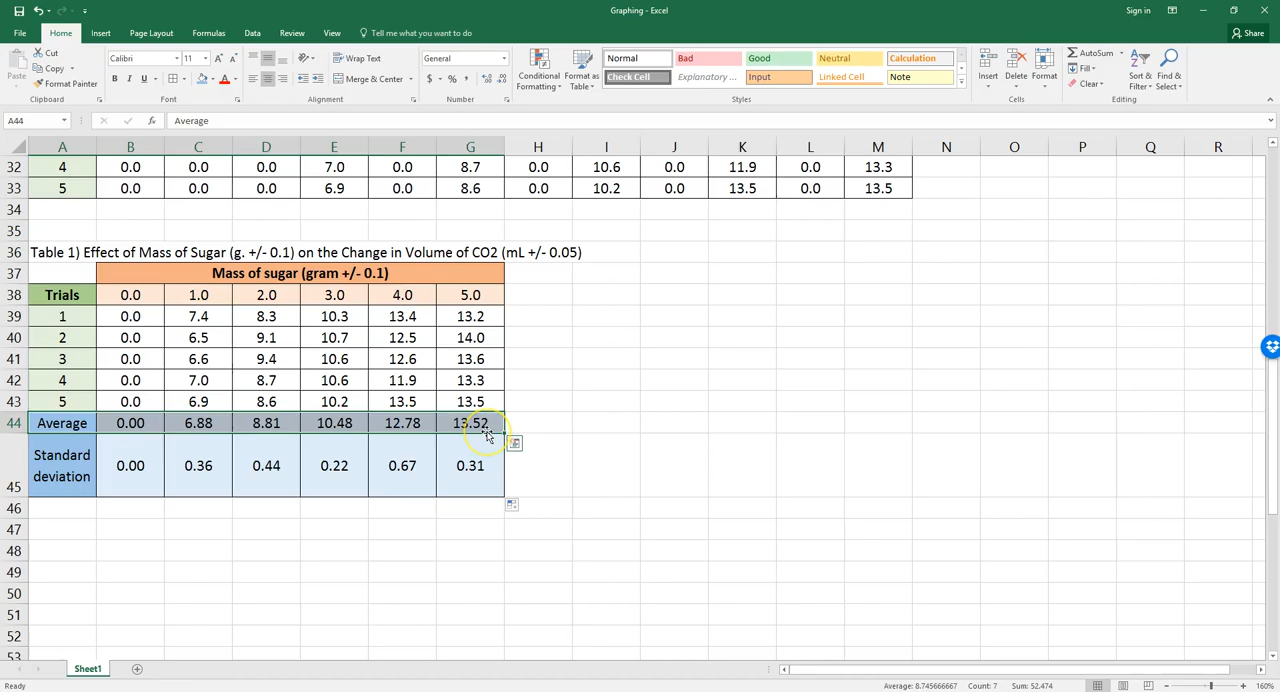 Graphing - Excel
Sign in
File Home Insert Page Layout Formulas Data Review View Tell me what you want to do Share
Paste
Cut
Copy
Format Painter
Clipboard
Calibri 11 A A
B I U A
Font
Wrap Text
Merge & Center
Alignment
General
$ % ,
Number
Conditional Formatting
Format as Table
Normal Bad Good Neutral Calculation
Check Cell Explanatory ... Input Linked Cell Note
Styles
Insert Delete Format
Cells
AutoSum
Fill
Clear
Sort & Filter
Find & Select
Editing
A44 fx Average
A B C D E F G H I J K L M N O P Q R
32 4 0.0 0.0 0.0 7.0 0.0 8.7 0.0 10.6 0.0 11.9 0.0 13.3
33 5 0.0 0.0 0.0 6.9 0.0 8.6 0.0 10.2 0.0 13.5 0.0 13.5
34
35
36 Table 1) Effect of Mass of Sugar (g. +/- 0.1) on the Change in Volume of CO2 (mL +/- 0.05)
37 Mass of sugar (gram +/- 0.1)
38 Trials 0.0 1.0 2.0 3.0 4.0 5.0
39 1 0.0 7.4 8.3 10.3 13.4 13.2
40 2 0.0 6.5 9.1 10.7 12.5 14.0
41 3 0.0 6.6 9.4 10.6 12.6 13.6
42 4 0.0 7.0 8.7 10.6 11.9 13.3
43 5 0.0 6.9 8.6 10.2 13.5 13.5
44 Average 0.00 6.88 8.81 10.48 12.78 13.52
45 Standard deviation 0.00 0.36 0.44 0.22 0.67 0.31
46
47
48
49
50
51
52
53
Sheet1
Ready Average: 8.745666667 Count: 7 Sum: 52.474 160%